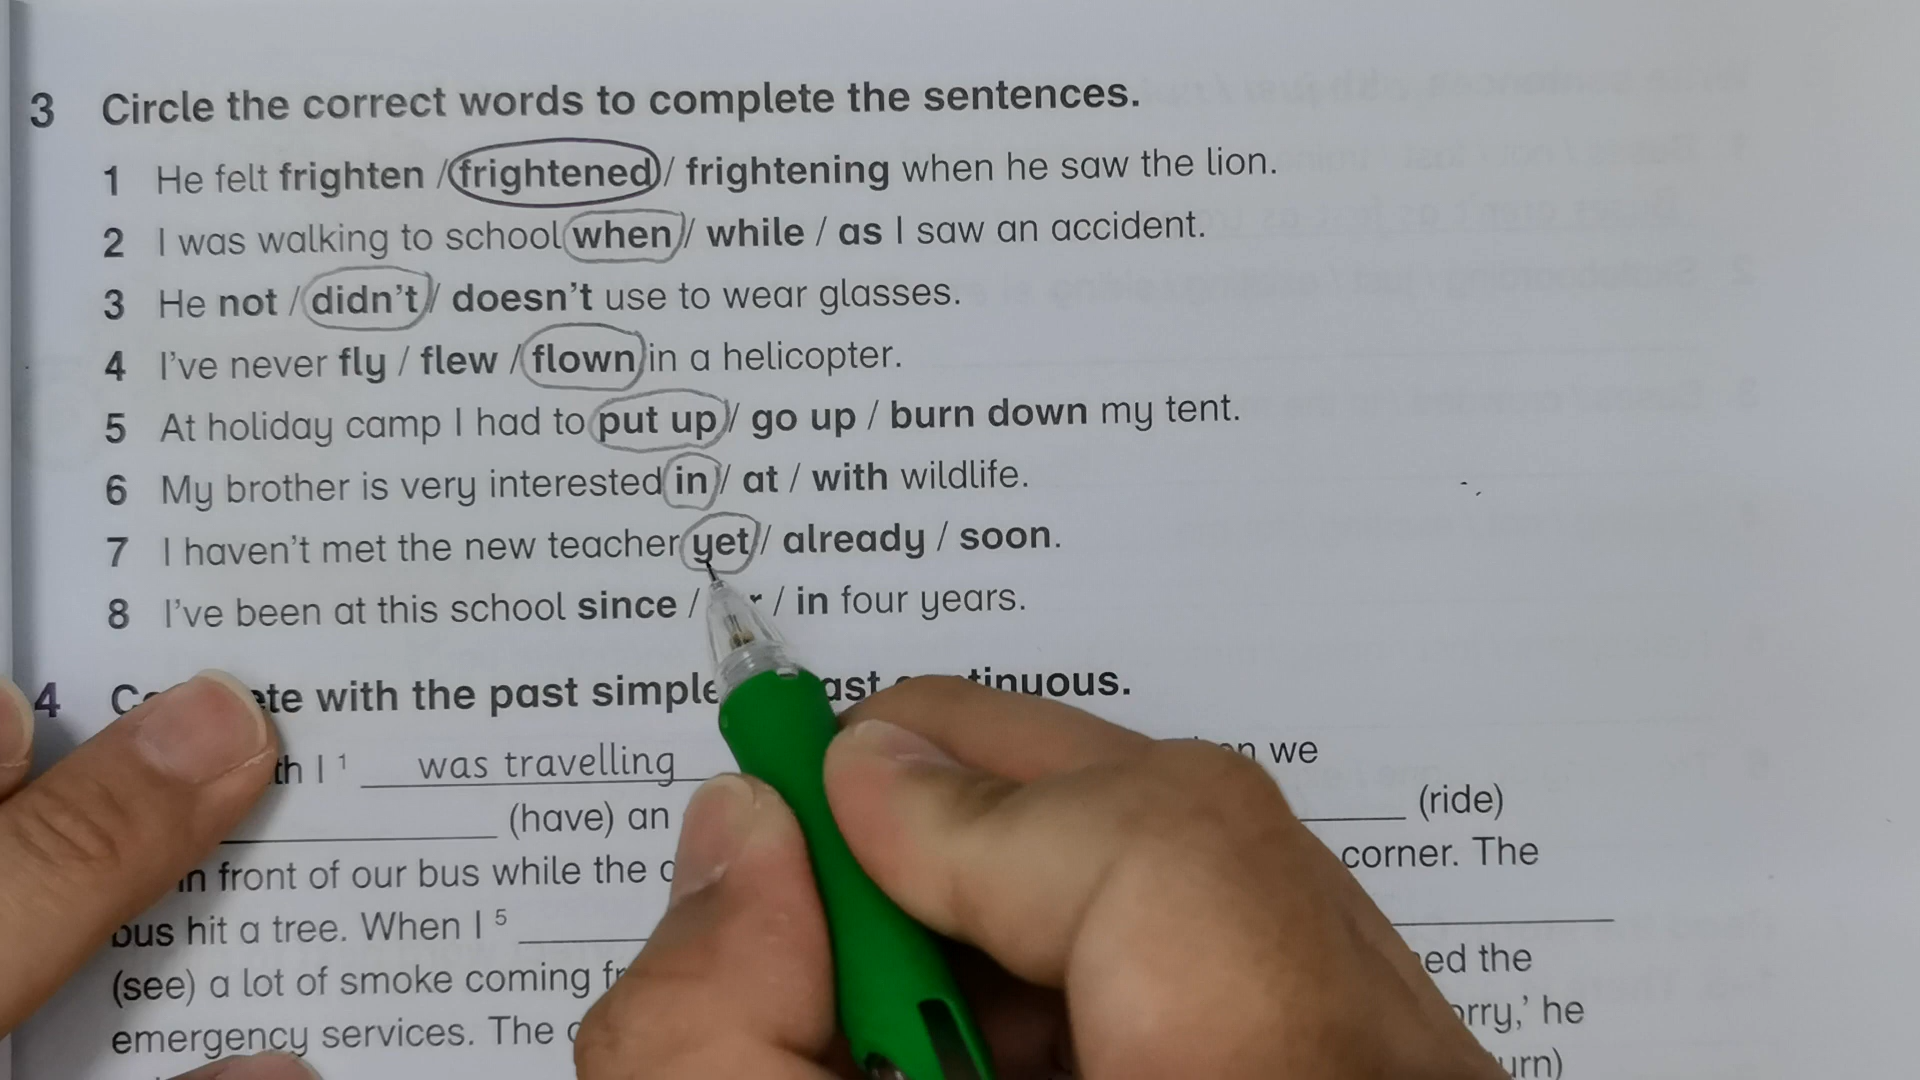 3 Circle the correct words to complete the sentences.
1 He felt frighten / frightened / frightening when he saw the lion.
2 I was walking to school when / while / as I saw an accident.
3 He not / didn't / doesn't use to wear glasses.
4 I've never fly / flew / flown in a helicopter.
5 At holiday camp I had to put up / go up / burn down my tent.
6 My brother is very interested in / at / with wildlife.
7 I haven't met the new teacher yet / already / soon.
8 I've been at this school since / / in four years.
4 with the past simple
I 1 was travelling we
(have) an (ride)
in front of our bus while the corner. The
bus hit a tree. When I 5
(see) a lot of smoke coming the
emergency services. The he